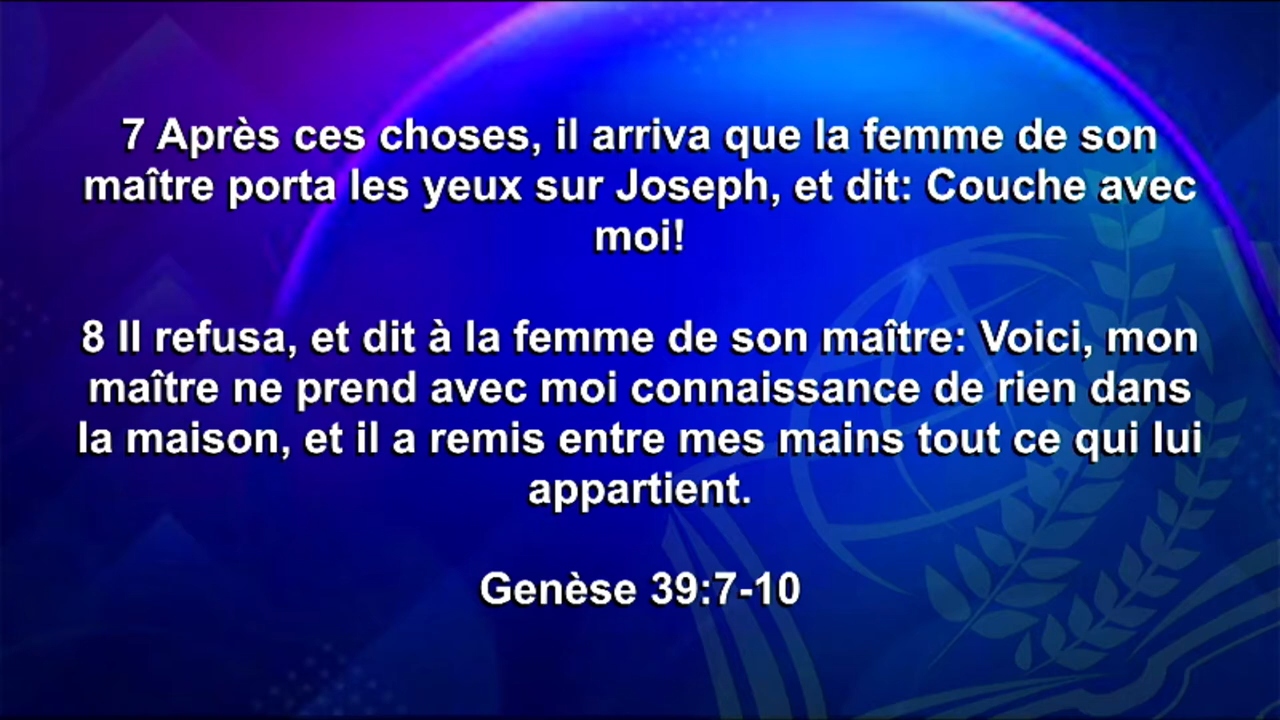 7 Après ces choses, il arriva que la femme de son
maître porta les yeux sur Joseph, et dit: Couche avec
moi!
8 Il refusa, et dit à la femme de son maître: Voici, mon
maître ne prend avec moi connaissance de rien dans
la maison, et il a remis entre mes mains tout ce qui lui
appartient.
Genèse 39:7-10